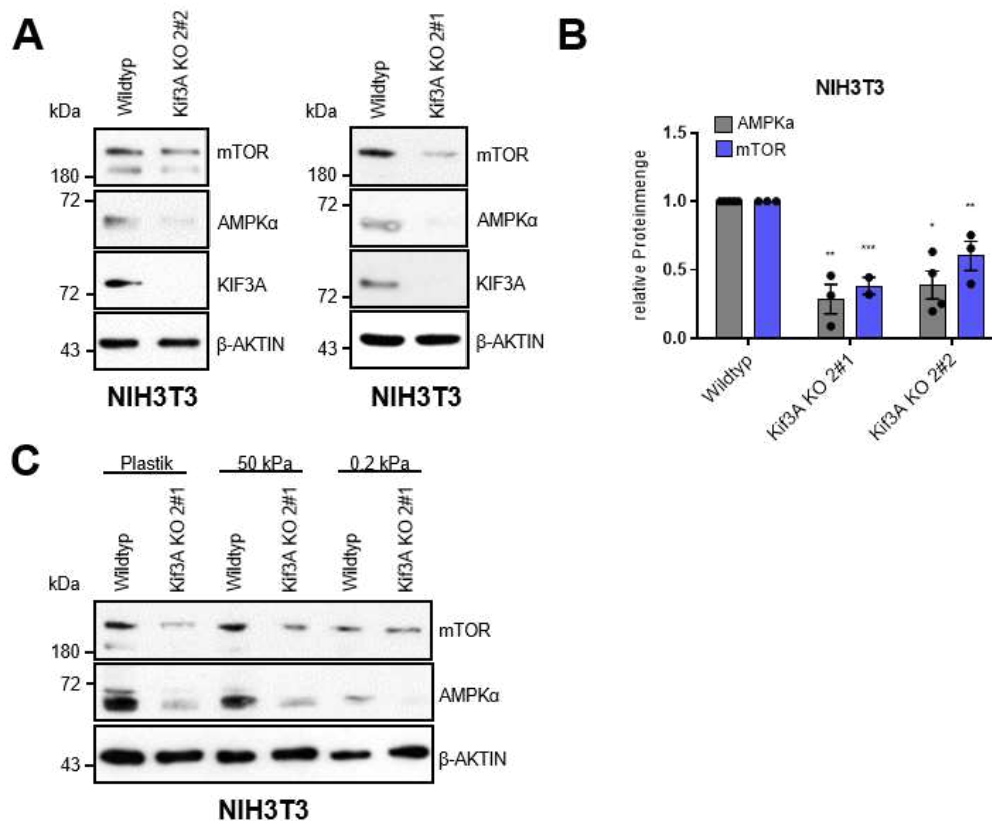 A
Wildtyp
Kif3A KO 2#2
kDa
mTOR
180
72
AMPKα
KIF3A
72
β-AKTIN
43
NIH3T3
Wildtyp
Kif3A KO 2#1
kDa
mTOR
180
72
AMPKα
KIF3A
72
β-AKTIN
43
NIH3T3
B
NIH3T3
AMPKa
mTOR
relative Proteinmenge
1.5
1.0
0.5
0.0
** *** * **
Wildtyp
Kif3A KO 2#1
Kif3A KO 2#2
C
Plastik 50 kPa 0.2 kPa
Wildtyp
Kif3A KO 2#1
Wildtyp
Kif3A KO 2#1
Wildtyp
Kif3A KO 2#1
kDa
mTOR
180
72
AMPKα
β-AKTIN
43
NIH3T3